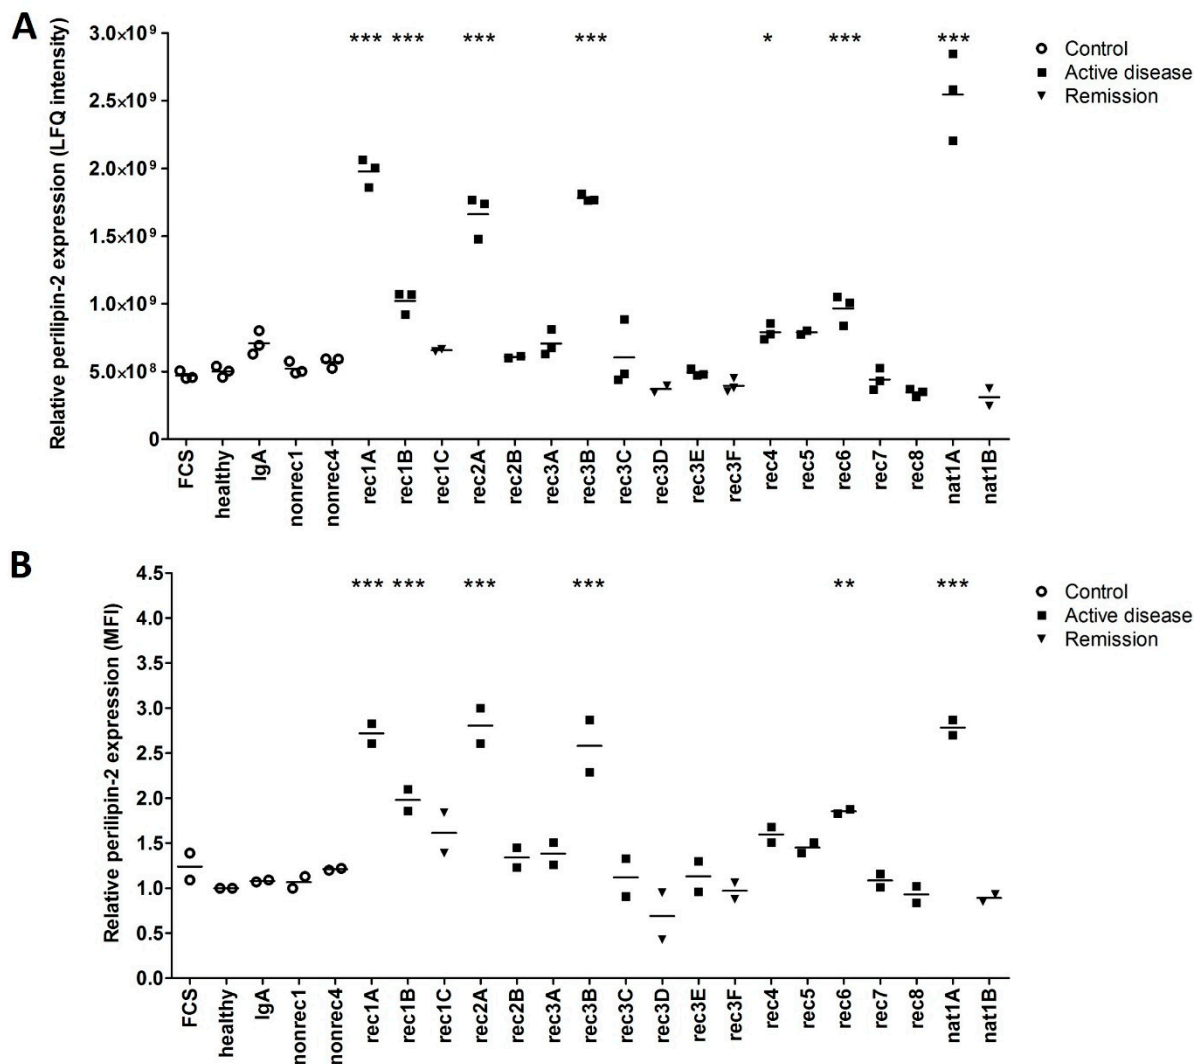 A
Relative perilipin-2 expression (LFQ intensity)
3.0×10⁹
2.5×10⁹
2.0×10⁹
1.5×10⁹
1.0×10⁹
5.0×10⁸
0
*** *** *** *** * *** ***
Control
Active disease
Remission
FCS healthy IgA nonrec1 nonrec4 rec1A rec1B rec1C rec2A rec2B rec3A rec3B rec3C rec3D rec3E rec3F rec4 rec5 rec6 rec7 rec8 nat1A nat1B
B
Relative perilipin-2 expression (MFI)
4.5
4.0
3.5
3.0
2.5
2.0
1.5
1.0
0.5
0.0
*** *** *** *** ** ***
Control
Active disease
Remission
FCS healthy IgA nonrec1 nonrec4 rec1A rec1B rec1C rec2A rec2B rec3A rec3B rec3C rec3D rec3E rec3F rec4 rec5 rec6 rec7 rec8 nat1A nat1B